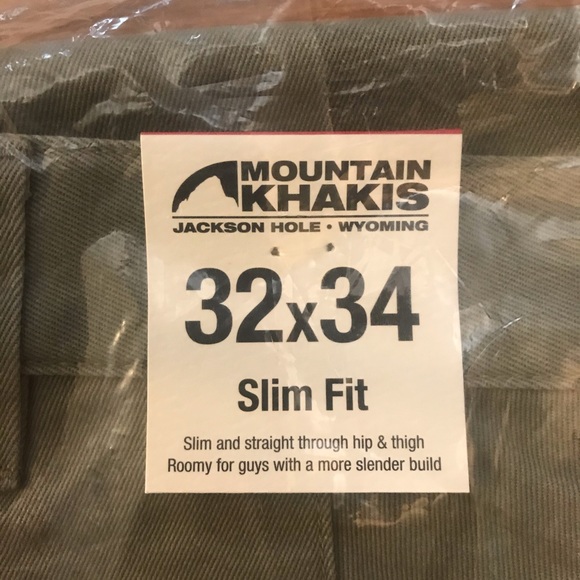 MOUNTAIN
KHAKIS
JACKSON HOLE • WYOMING
32x34
Slim Fit
Slim and straight through hip & thigh
Roomy for guys with a more slender build